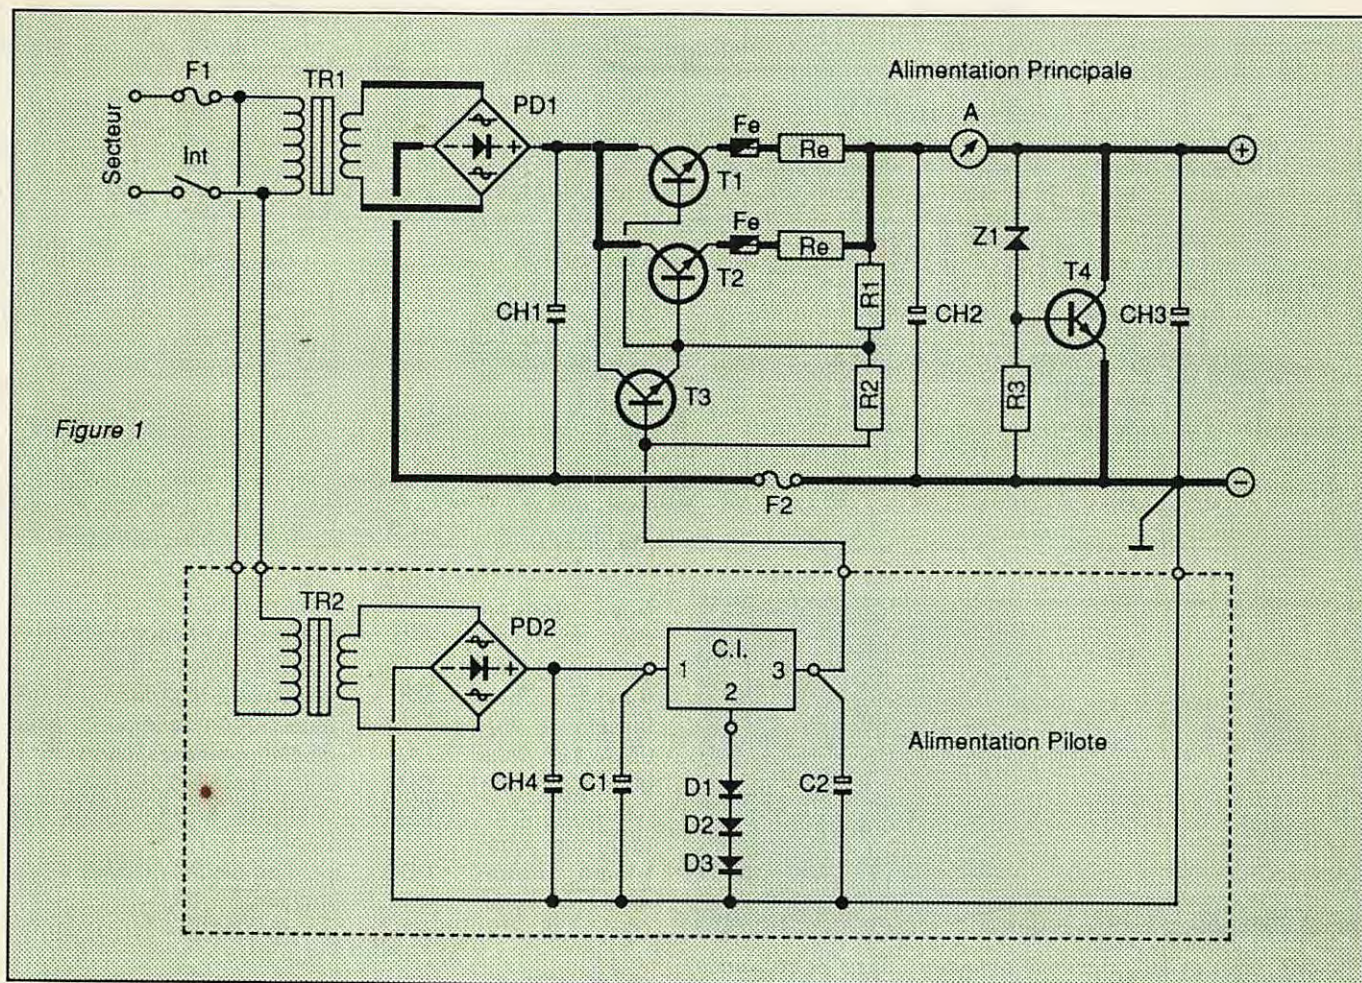 Alimentation Principale
F1
TR1
PD1
A
Secteur
Int
Fe
Re
T1
+
Fe
Re
T2
Z1
R1
T4
CH1
CH2
CH3
T3
R2
R3
Figure 1
F2
−
TR2
PD2
C.I.
1
3
2
Alimentation Pilote
CH4
C1
D1
C2
D2
D3